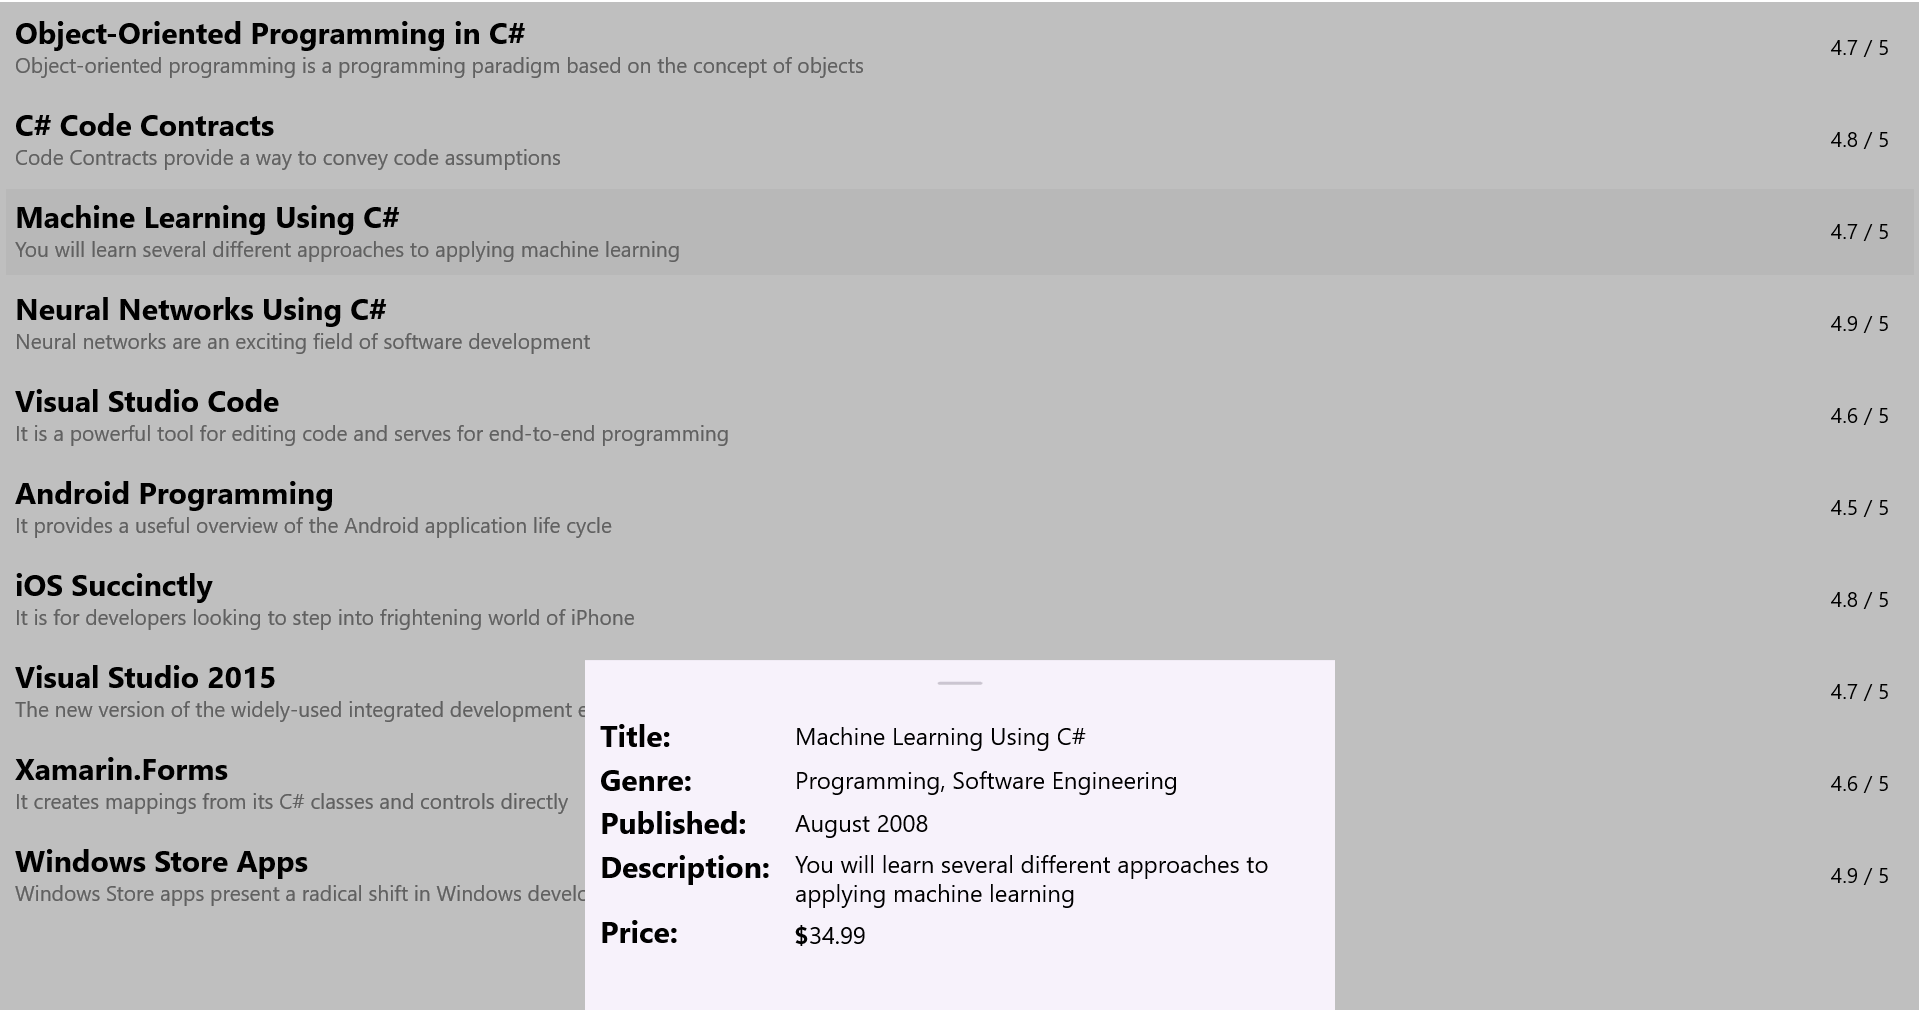 Object-Oriented Programming in C#
Object-oriented programming is a programming paradigm based on the concept of objects
4.7 / 5
C# Code Contracts
Code Contracts provide a way to convey code assumptions
4.8 / 5
Machine Learning Using C#
You will learn several different approaches to applying machine learning
4.7 / 5
Neural Networks Using C#
Neural networks are an exciting field of software development
4.9 / 5
Visual Studio Code
It is a powerful tool for editing code and serves for end-to-end programming
4.6 / 5
Android Programming
It provides a useful overview of the Android application life cycle
4.5 / 5
iOS Succinctly
It is for developers looking to step into frightening world of iPhone
4.8 / 5
Visual Studio 2015
The new version of the widely-used integrated development
4.7 / 5
Xamarin.Forms
It creates mappings from its C# classes and controls directly
4.6 / 5
Windows Store Apps
Windows Store apps present a radical shift in Windows
4.9 / 5
Title: Machine Learning Using C#
Genre: Programming, Software Engineering
Published: August 2008
Description: You will learn several different approaches to
applying machine learning
Price: $34.99